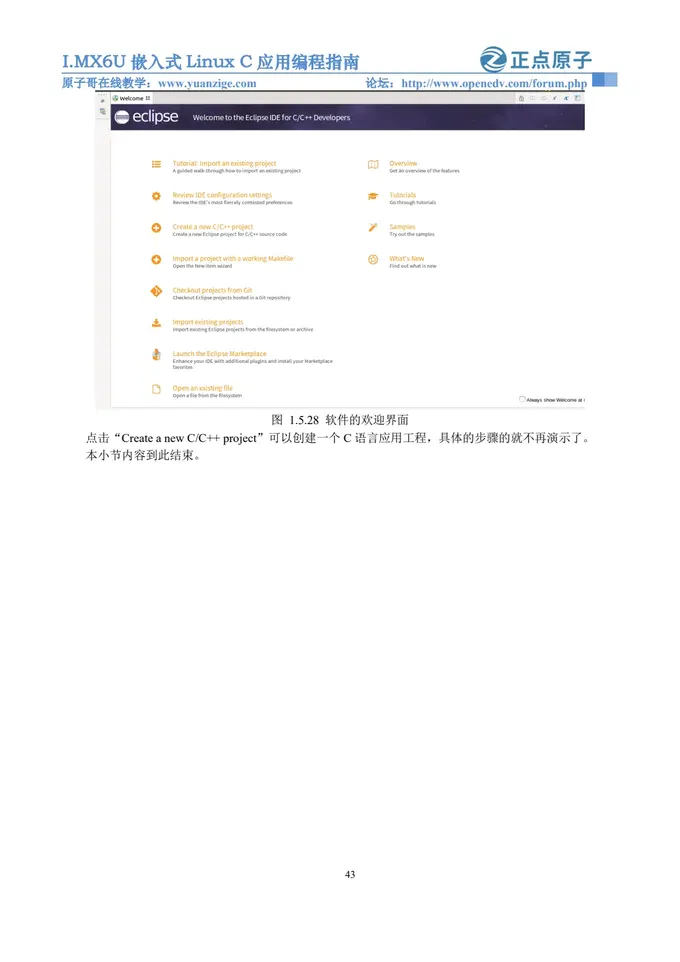 I.MX6U 嵌入式 Linux C 应用编程指南
正点原子
原子哥在线教学：www.yuanzige.com
论坛：http://www.openedv.com/forum.php
Welcome
eclipse
Welcome to the Eclipse IDE for C/C++ Developers
Tutorial: Import an existing project
A guided walk-through how to import an existing project
Review IDE configuration settings
Review the IDE's most fiercely contested preferences
Create a new C/C++ project
Create a new Eclipse project for C/C++ source code
Import a project with a working Makefile
Open the New item wizard
Checkout projects from Git
Checkout Eclipse projects hosted in a Git repository
Import existing projects
Import existing Eclipse projects from the filesystem or archive
Launch the Eclipse Marketplace
Enhance your IDE with additional plugins and install your Marketplace
favorites
Open an existing file
Open a file from the filesystem
Overview
Get an overview of the features
Tutorials
Go through tutorials
Samples
Try out the samples
What's New
Find out what is new
Always show Welcome at
图 1.5.28 软件的欢迎界面
点击“Create a new C/C++ project”可以创建一个 C 语言应用工程，具体的步骤的就不再演示了。
本小节内容到此结束。
43